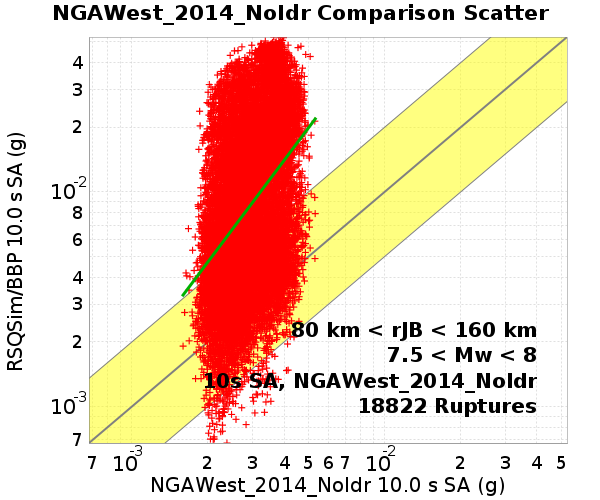 NGAWest_2014_NoIdr Comparison Scatter
RSQSim/BBP 10.0 s SA (g)
4
3
2
10-2
8
6
4
3
2
10-3
7
80 km < rJB < 160 km
7.5 < Mw < 8
10s SA, NGAWest_2014_NoIdr
18822 Ruptures
7 10-3 2 3 4 5 6 7 10-2 2 3 4 5
NGAWest_2014_NoIdr 10.0 s SA (g)